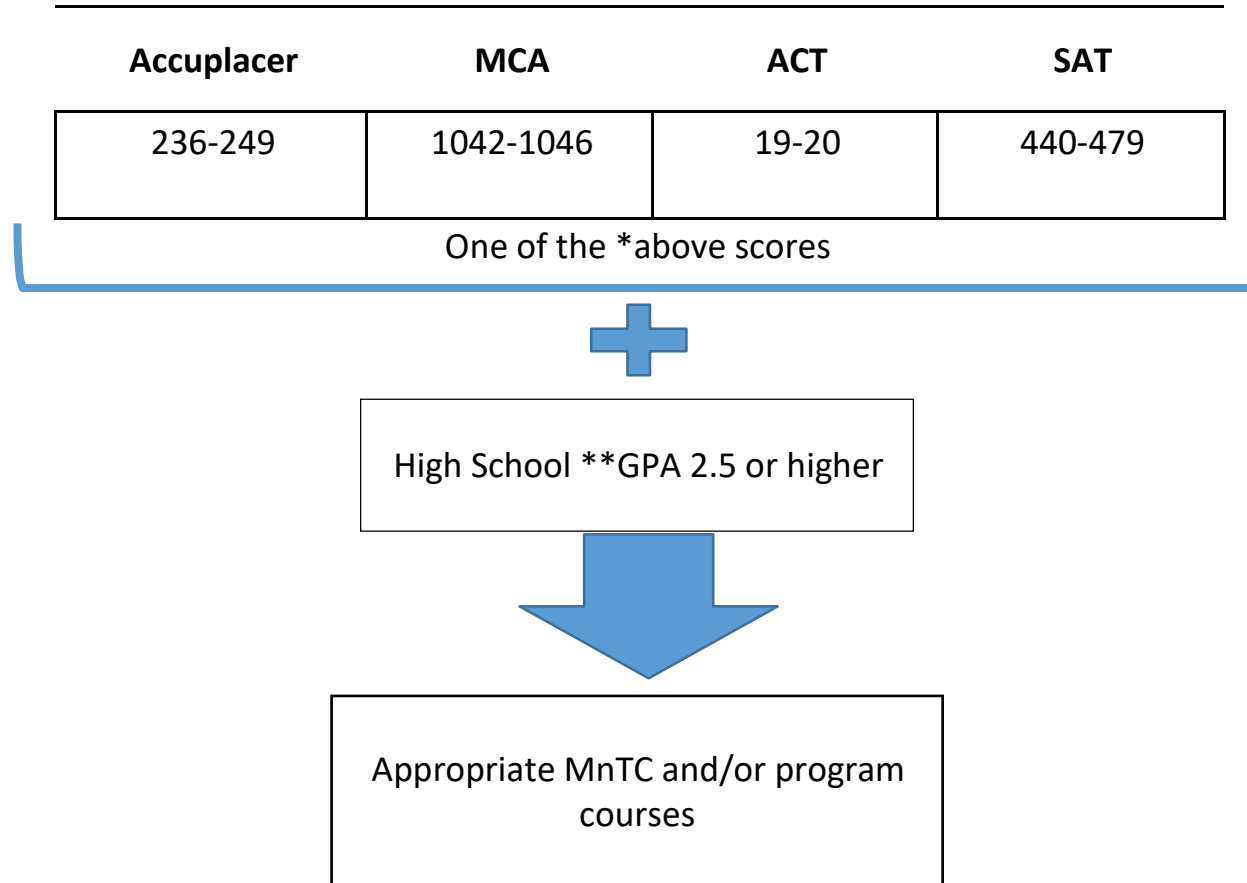 Accuplacer MCA ACT SAT
236-249 1042-1046 19-20 440-479
One of the *above scores
High School **GPA 2.5 or higher
Appropriate MnTC and/or program
courses